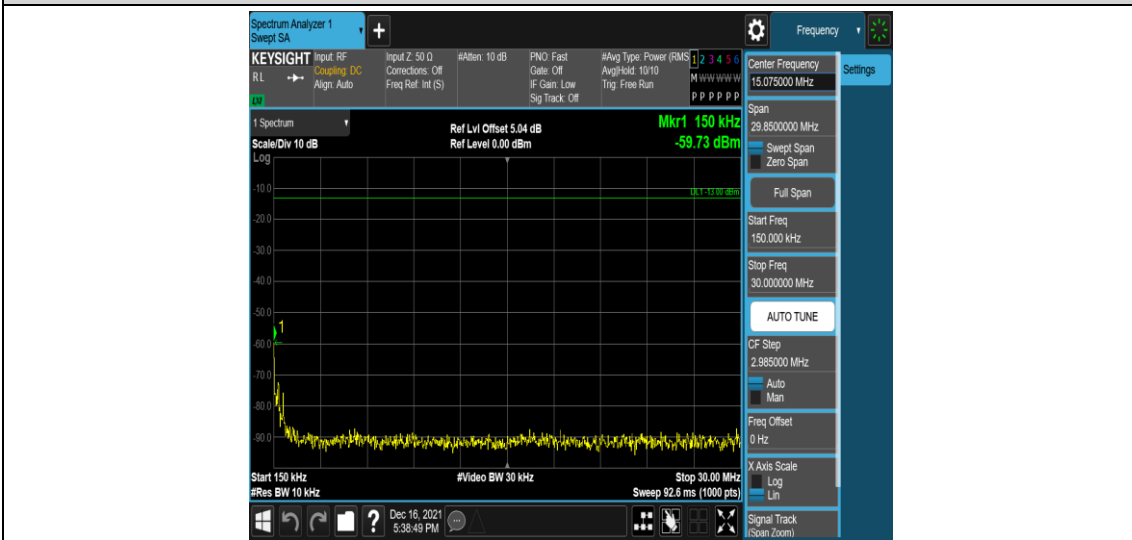 Spectrum Analyzer 1
Swept SA
+
Frequency
KEYSIGHT
RL
LXI
Input: RF
Coupling: DC
Align: Auto
Input Z: 50 Ω
Corrections: Off
Freq Ref: Int (S)
#Atten: 10 dB
PNO: Fast
Gate: Off
IF Gain: Low
Sig Track: Off
#Avg Type: Power (RMS
Avg|Hold: 10/10
Trig: Free Run
1 2 3 4 5 6
M W W W W W
P P P P P P
1 Spectrum
Scale/Div 10 dB
Log
Ref Lvl Offset 5.04 dB
Ref Level 0.00 dBm
Mkr1 150 kHz
-59.73 dBm
DL1 -13.00 dBm
-10.0
-20.0
-30.0
-40.0
-50.0
1
-60.0
-70.0
-80.0
-90.0
Start 150 kHz
#Res BW 10 kHz
#Video BW 30 kHz
Stop 30.00 MHz
Sweep 92.6 ms (1000 pts)
?
Dec 16, 2021
5:38:49 PM
Center Frequency
15.075000 MHz
Settings
Span
29.8500000 MHz
Swept Span
Zero Span
Full Span
Start Freq
150.000 kHz
Stop Freq
30.000000 MHz
AUTO TUNE
CF Step
2.985000 MHz
Auto
Man
Freq Offset
0 Hz
X Axis Scale
Log
Lin
Signal Track
(Span Zoom)